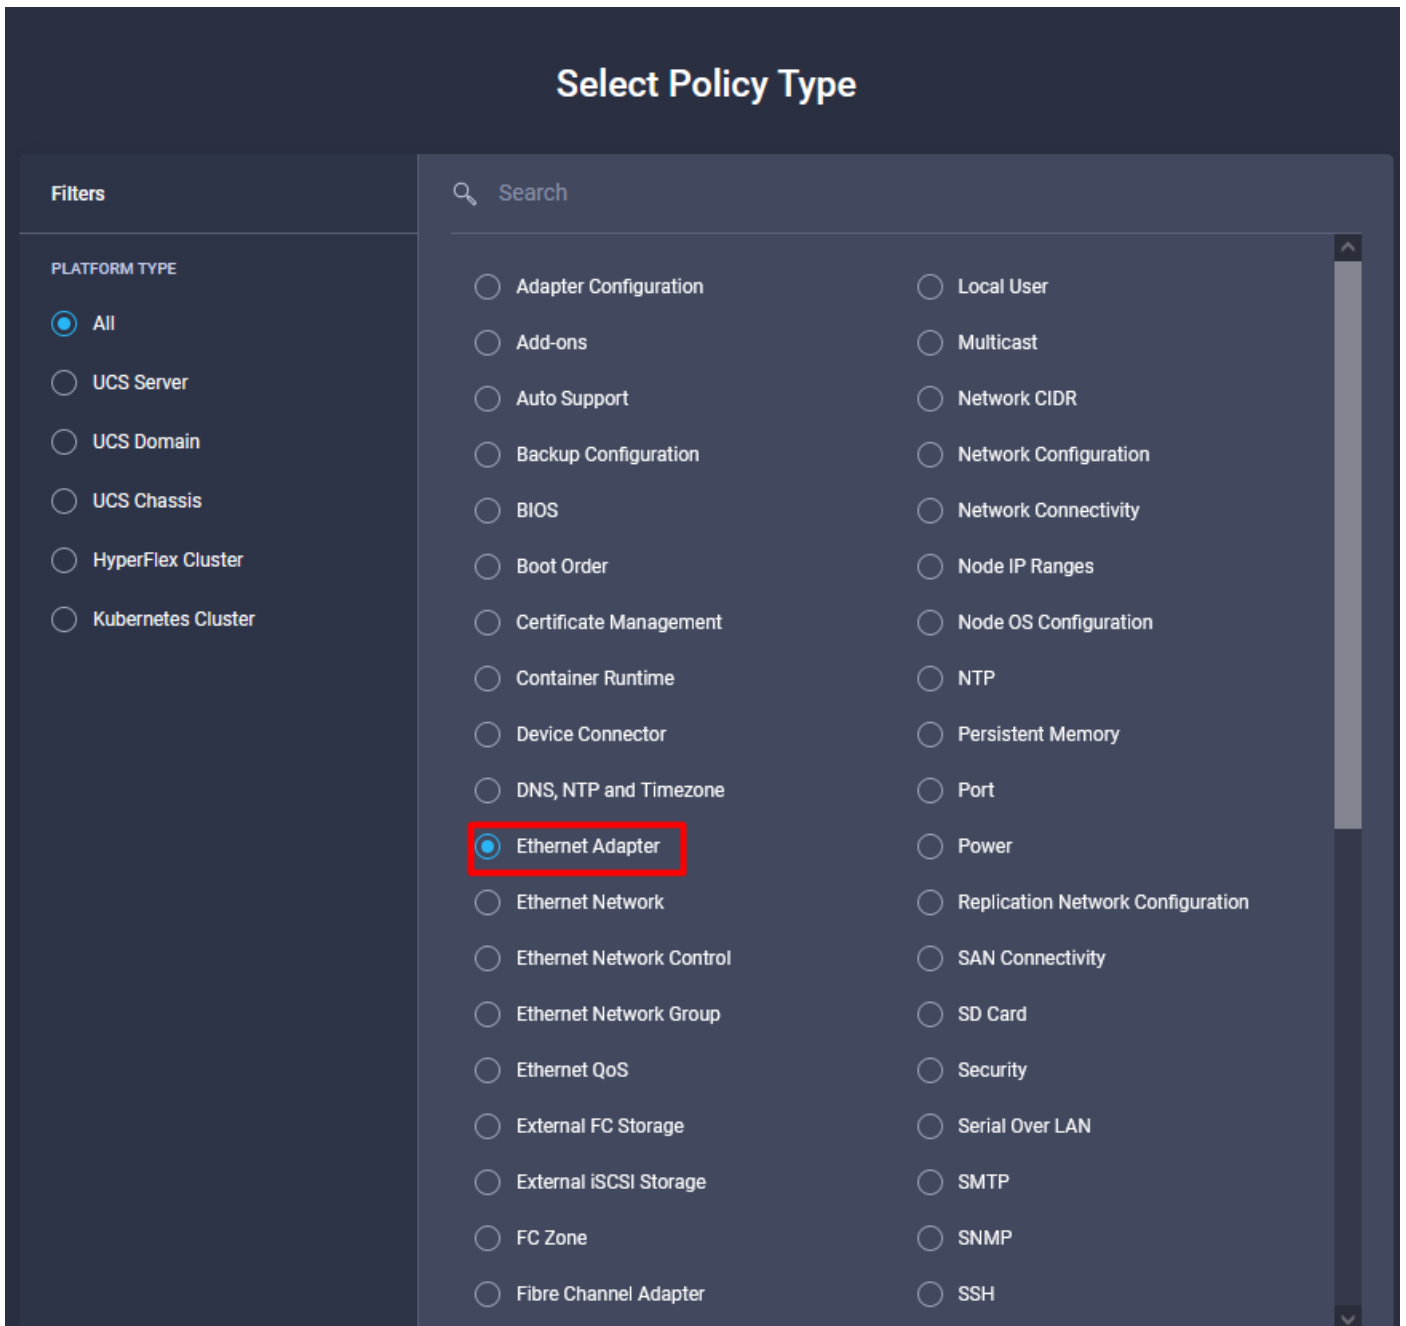 Select Policy Type
Filters
Search
PLATFORM TYPE
All
UCS Server
UCS Domain
UCS Chassis
HyperFlex Cluster
Kubernetes Cluster
Adapter Configuration
Add-ons
Auto Support
Backup Configuration
BIOS
Boot Order
Certificate Management
Container Runtime
Device Connector
DNS, NTP and Timezone
Ethernet Adapter
Ethernet Network
Ethernet Network Control
Ethernet Network Group
Ethernet QoS
External FC Storage
External iSCSI Storage
FC Zone
Fibre Channel Adapter
Local User
Multicast
Network CIDR
Network Configuration
Network Connectivity
Node IP Ranges
Node OS Configuration
NTP
Persistent Memory
Port
Power
Replication Network Configuration
SAN Connectivity
SD Card
Security
Serial Over LAN
SMTP
SNMP
SSH